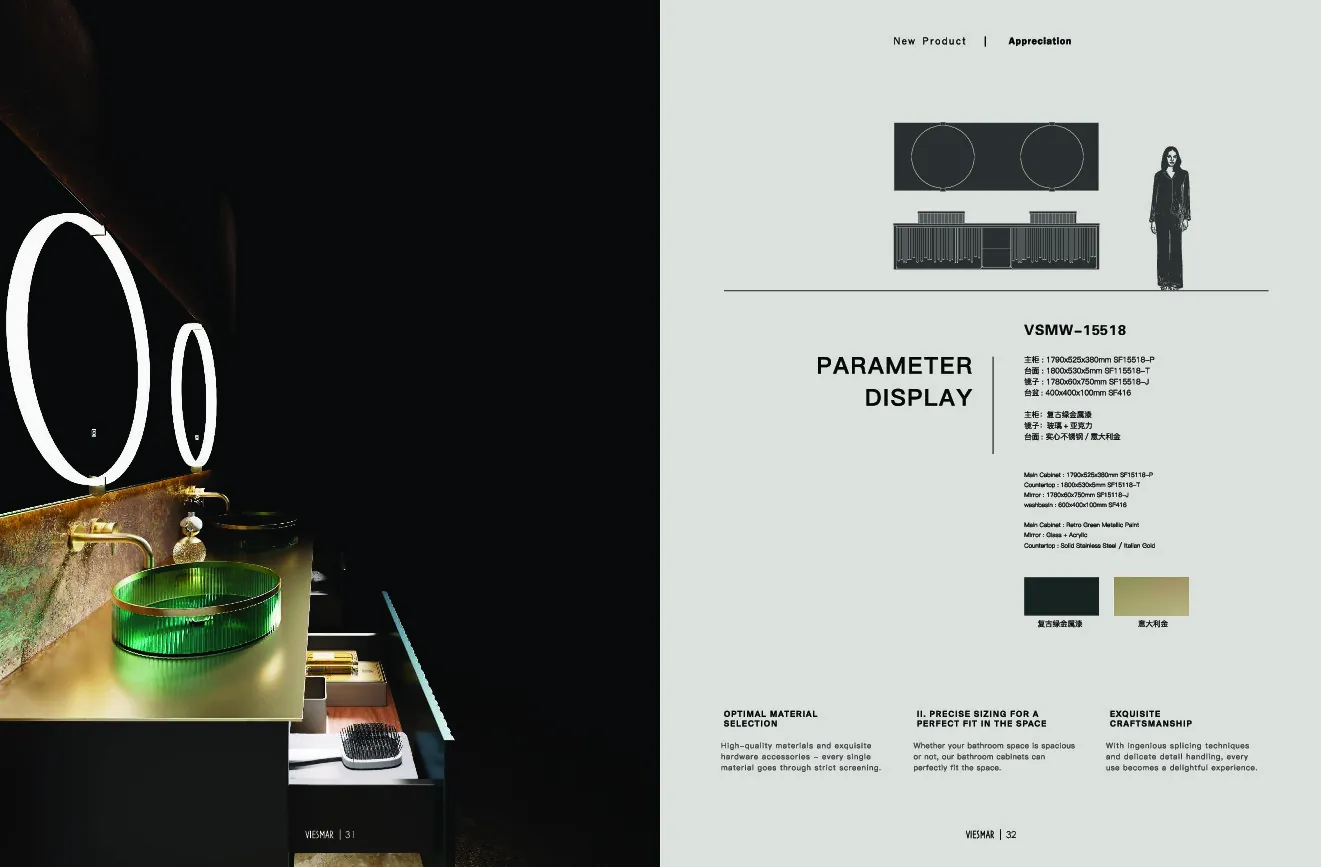 VIESMAR | 31
New Product | Appreciation
VSMW-15518
PARAMETER
DISPLAY
主柜 : 1790x525x380mm SF15518-P
台面 : 1800x530x5mm SF115518-T
镜子 : 1780x60x750mm SF15518-J
台盆 : 400x400x100mm SF416
主柜: 复古绿金属漆
镜子: 玻璃 + 亚克力
台面 : 实心不锈钢 / 意大利金
Main Cabinet : 1790x525x380mm SF15118-P
Countertop : 1800x530x5mm SF15118-T
Mirror : 1780x60x750mm SF15118-J
washbasin : 600x400x100mm SF416
Main Cabinet : Retro Green Metallic Paint
Mirror : Glass + Acrylic
Countertop : Solid Stainless Steel / Italian Gold
复古绿金属漆
意大利金
OPTIMAL MATERIAL
SELECTION
High-quality materials and exquisite
hardware accessories - every single
material goes through strict screening.
II. PRECISE SIZING FOR A
PERFECT FIT IN THE SPACE
Whether your bathroom space is spacious
or not, our bathroom cabinets can
perfectly fit the space.
EXQUISITE
CRAFTSMANSHIP
With ingenious splicing techniques
and delicate detail handling, every
use becomes a delightful experience.
VIESMAR | 32